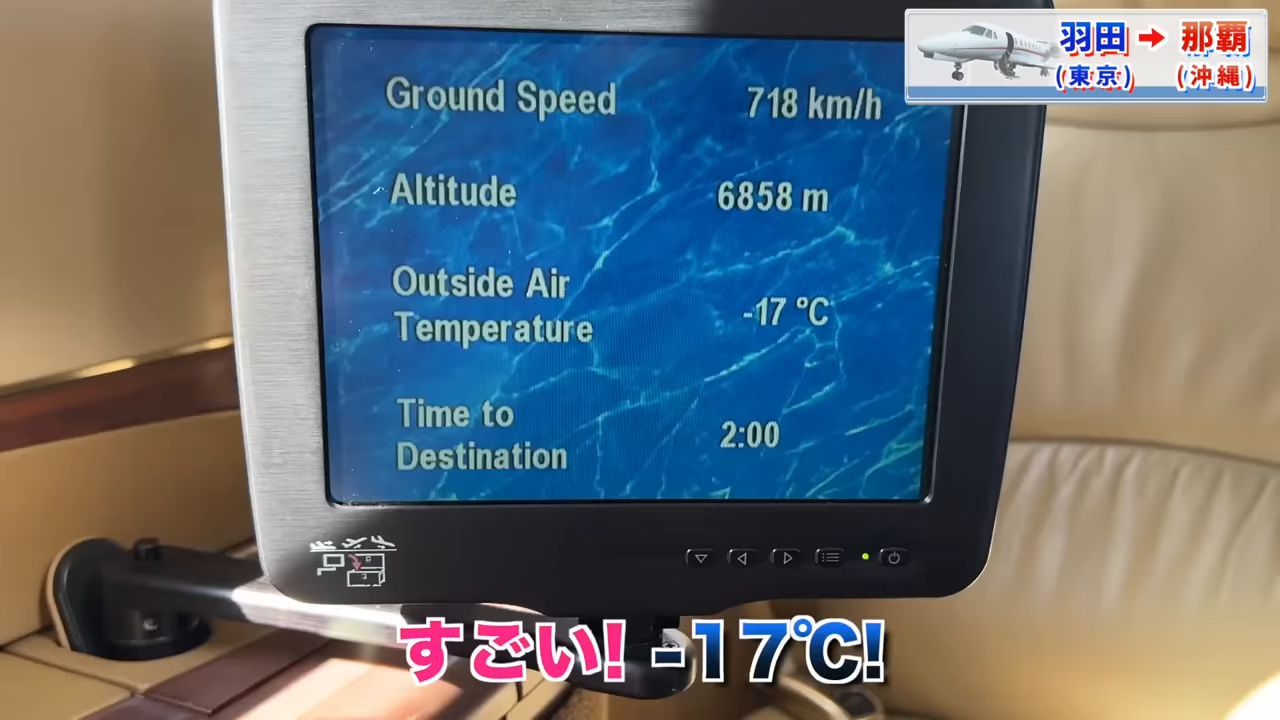 羽田 → 那覇
(東京) (沖縄)
Ground Speed 718 km/h
Altitude 6858 m
Outside Air
Temperature -17 °C
Time to
Destination 2:00
すごい! -17℃!